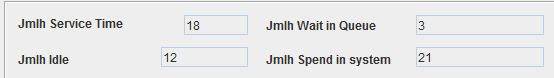 Jmlh Service Time 18 Jmlh Wait in Queue 3
Jmlh Idle 12 Jmlh Spend in system 21